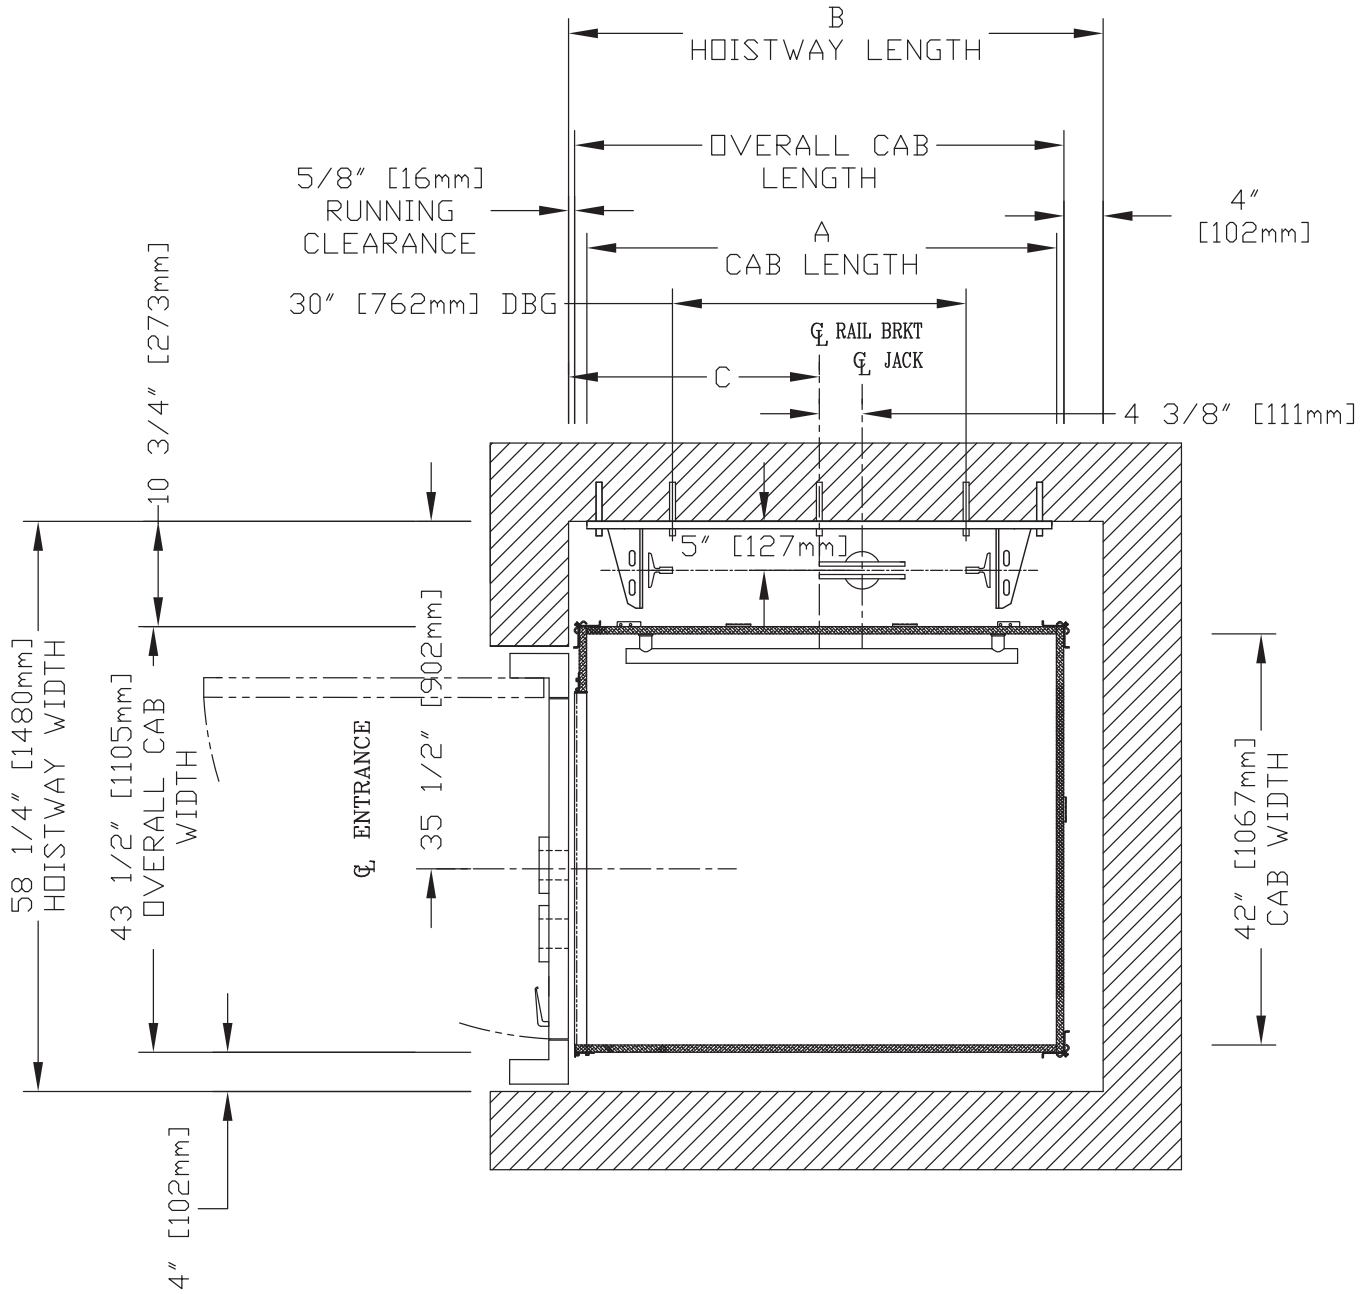 B
HOISTWAY LENGTH
OVERALL CAB
LENGTH
5/8" [16mm]
RUNNING
CLEARANCE
4"
[102mm]
A
CAB LENGTH
30" [762mm] DBG
℄ RAIL BRKT
℄ JACK
C
4 3/8" [111mm]
10 3/4" [273mm]
5" [127mm]
58 1/4" [1480mm]
HOISTWAY WIDTH
43 1/2" [1105mm]
OVERALL CAB
WIDTH
℄ ENTRANCE
35 1/2" [902mm]
42" [1067mm]
CAB WIDTH
4" [102mm]